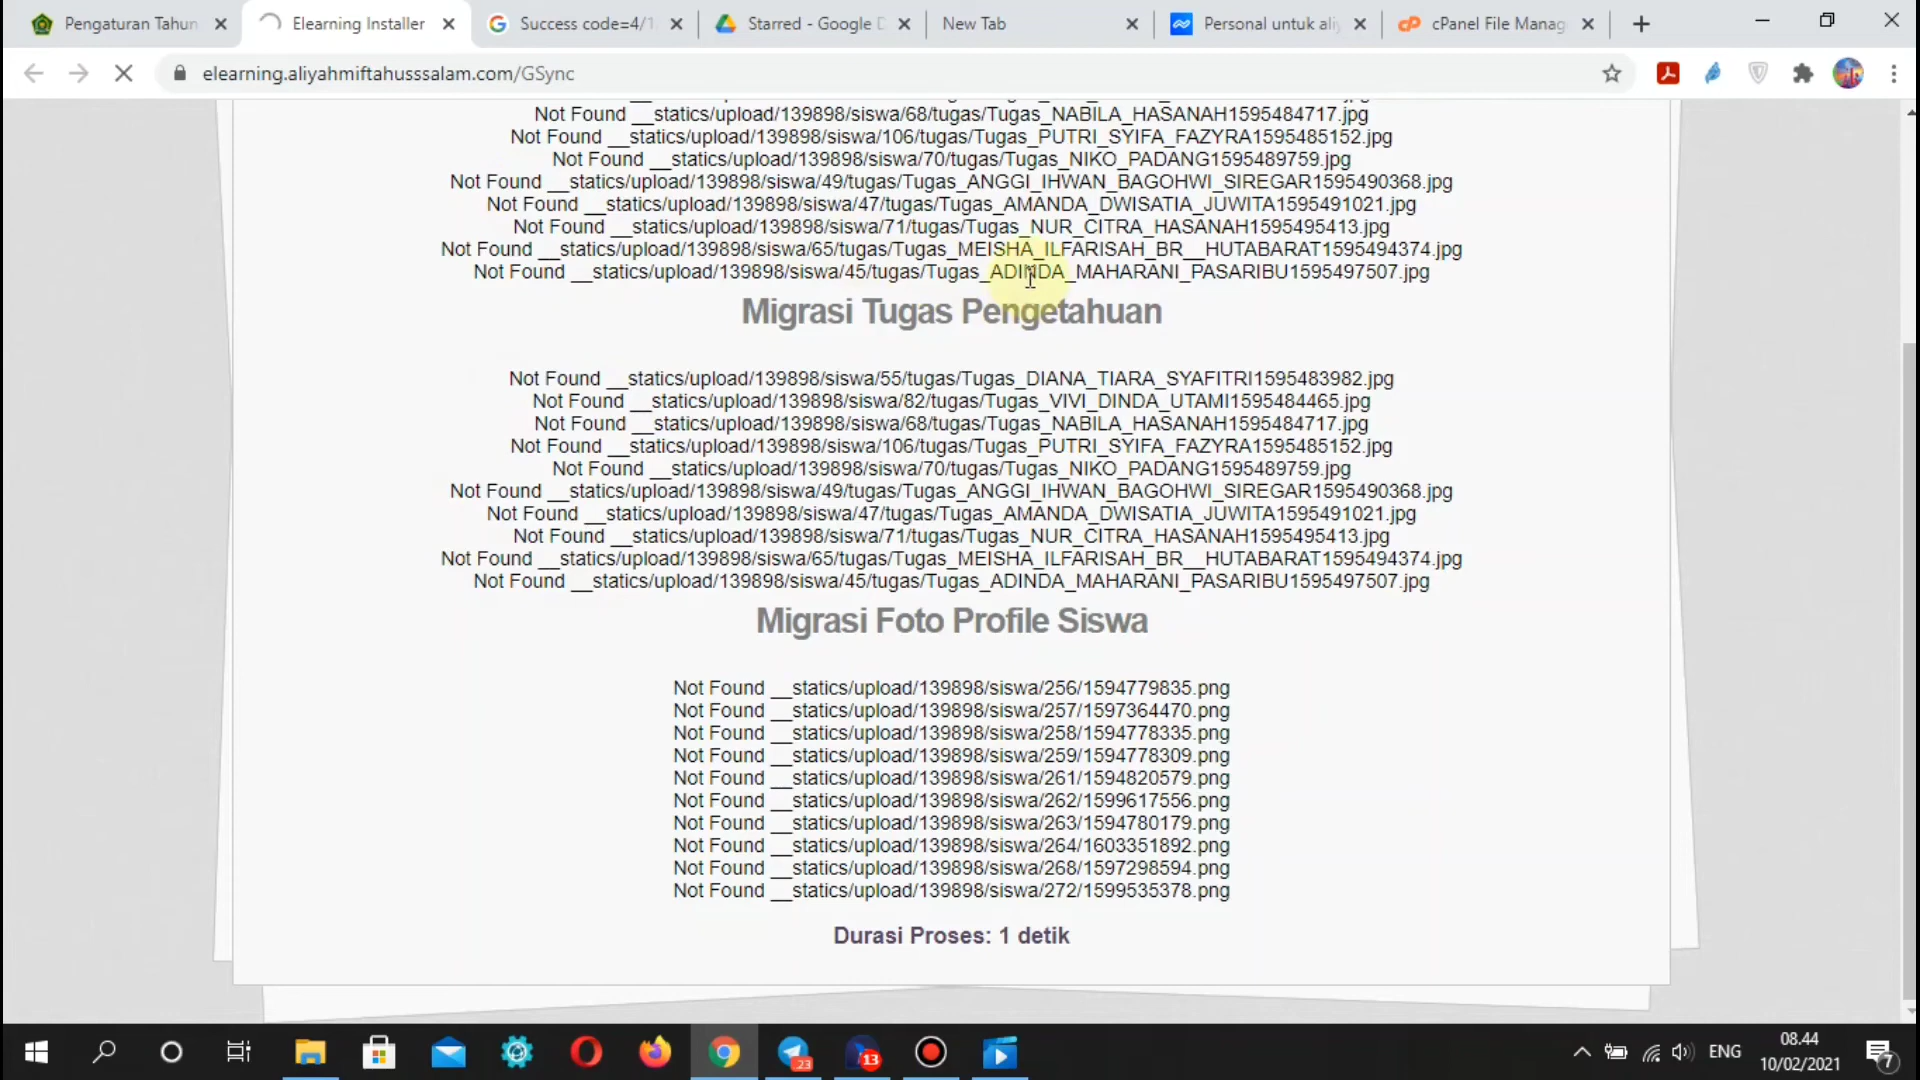 Pengaturan Tahun
Elearning Installer
Success code=4/1
Starred - Google D
New Tab
Personal untuk aliy
cPanel File Manag
elearning.aliyahmiftahusssalam.com/GSync
Not Found __statics/upload/139898/siswa/68/tugas/Tugas_NABILA_HASANAH1595484717.jpg
Not Found __statics/upload/139898/siswa/106/tugas/Tugas_PUTRI_SYIFA_FAZYRA1595485152.jpg
Not Found __statics/upload/139898/siswa/70/tugas/Tugas_NIKO_PADANG1595489759.jpg
Not Found __statics/upload/139898/siswa/49/tugas/Tugas_ANGGI_IHWAN_BAGOHWI_SIREGAR1595490368.jpg
Not Found __statics/upload/139898/siswa/47/tugas/Tugas_AMANDA_DWISATIA_JUWITA1595491021.jpg
Not Found __statics/upload/139898/siswa/71/tugas/Tugas_NUR_CITRA_HASANAH1595495413.jpg
Not Found __statics/upload/139898/siswa/65/tugas/Tugas_MEISHA_ILFARISAH_BR__HUTABARAT1595494374.jpg
Not Found __statics/upload/139898/siswa/45/tugas/Tugas_ADINDA_MAHARANI_PASARIBU1595497507.jpg
Migrasi Tugas Pengetahuan
Not Found __statics/upload/139898/siswa/55/tugas/Tugas_DIANA_TIARA_SYAFITRI1595483982.jpg
Not Found __statics/upload/139898/siswa/82/tugas/Tugas_VIVI_DINDA_UTAMI1595484465.jpg
Not Found __statics/upload/139898/siswa/68/tugas/Tugas_NABILA_HASANAH1595484717.jpg
Not Found __statics/upload/139898/siswa/106/tugas/Tugas_PUTRI_SYIFA_FAZYRA1595485152.jpg
Not Found __statics/upload/139898/siswa/70/tugas/Tugas_NIKO_PADANG1595489759.jpg
Not Found __statics/upload/139898/siswa/49/tugas/Tugas_ANGGI_IHWAN_BAGOHWI_SIREGAR1595490368.jpg
Not Found __statics/upload/139898/siswa/47/tugas/Tugas_AMANDA_DWISATIA_JUWITA1595491021.jpg
Not Found __statics/upload/139898/siswa/71/tugas/Tugas_NUR_CITRA_HASANAH1595495413.jpg
Not Found __statics/upload/139898/siswa/65/tugas/Tugas_MEISHA_ILFARISAH_BR__HUTABARAT1595494374.jpg
Not Found __statics/upload/139898/siswa/45/tugas/Tugas_ADINDA_MAHARANI_PASARIBU1595497507.jpg
Migrasi Foto Profile Siswa
Not Found __statics/upload/139898/siswa/256/1594779835.png
Not Found __statics/upload/139898/siswa/257/1597364470.png
Not Found __statics/upload/139898/siswa/258/1594778335.png
Not Found __statics/upload/139898/siswa/259/1594778309.png
Not Found __statics/upload/139898/siswa/261/1594820579.png
Not Found __statics/upload/139898/siswa/262/1599617556.png
Not Found __statics/upload/139898/siswa/263/1594780179.png
Not Found __statics/upload/139898/siswa/264/1603351892.png
Not Found __statics/upload/139898/siswa/268/1597298594.png
Not Found __statics/upload/139898/siswa/272/1599535378.png
Durasi Proses: 1 detik
23
13
ENG
08.44
10/02/2021
7